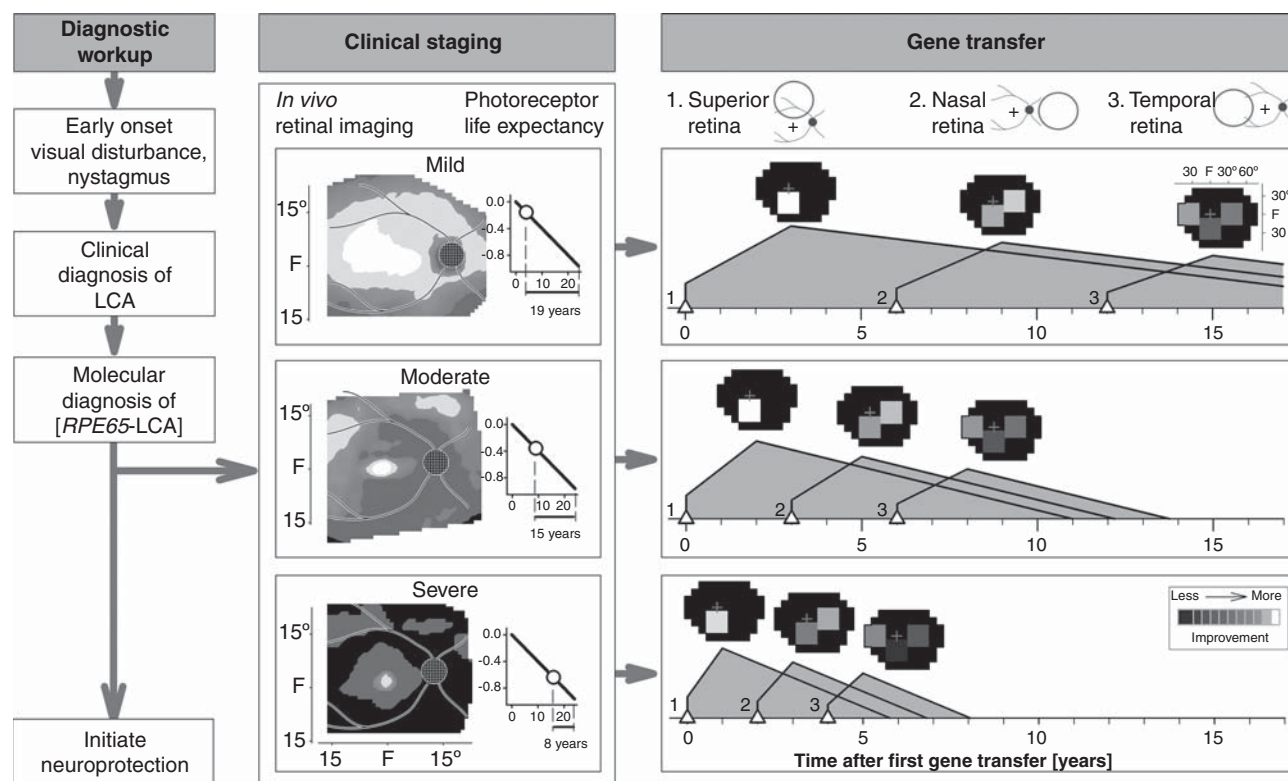 Diagnostic
workup
Early onset
visual disturbance,
nystagmus
Clinical
diagnosis of
LCA
Molecular
diagnosis of
[RPE65-LCA]
Initiate
neuroprotection
Clinical staging
In vivo
retinal imaging
Photoreceptor
life expectancy
Mild
15º
F
15
0.0
-0.4
-0.8
0 10 20
19 years
Moderate
15º
F
15
0.0
-0.4
-0.8
0 10 20
15 years
Severe
15º
F
15
15 F 15º
0.0
-0.4
-0.8
0 10 20
8 years
Gene transfer
1. Superior
retina
+
2. Nasal
retina
+
3. Temporal
retina
+
30 F 30º 60º
30º
F
30
1
2
3
0 5 10 15
1
2
3
0 5 10 15
Less More
Improvement
1
2
3
0 5 10 15
Time after first gene transfer [years]